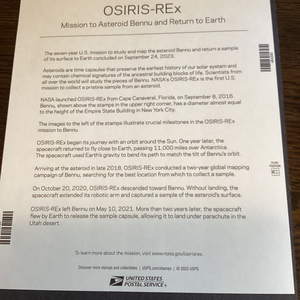 OSIRIS-REx
Mission to Asteroid Bennu and Return to Earth
The seven-year U.S. mission to study and map the asteroid Bennu and return a sample
of its surface to Earth concluded on September 24, 2023.
Asteroids are time capsules that preserve the earliest history of our solar system and
may contain chemical signatures of the ancestral building blocks of life. Scientists from
all over the world will study the pieces of Bennu. NASA's OSIRIS-REx is the first U.S.
mission to collect a pristine sample from an asteroid.
NASA launched OSIRIS-REx from Cape Canaveral, Florida, on September 8, 2016.
Bennu, shown above the stamps in the upper right corner, has a diameter almost equal
to the height of the Empire State Building in New York City.
The images to the left of the stamps illustrate crucial milestones in the OSIRIS-REx
mission to Bennu.
OSIRIS-REx began its journey with an orbit around the Sun. One year later, the
spacecraft returned to fly close to Earth, passing 11,000 miles over Antarctica.
The spacecraft used Earth's gravity to bend its path to match the tilt of Bennu's orbit.
Arriving at the asteroid in late 2018, OSIRIS-REx conducted a two-year global mapping
campaign of Bennu, searching for the best location from which to collect a sample.
On October 20, 2020, OSIRIS-REx descended toward Bennu. Without landing, the
spacecraft extended its robotic arm and captured a sample of the asteroid's surface.
OSIRIS-REx left Bennu on May 10, 2021. More than two years later, the spacecraft
flew by Earth to release the sample capsule, allowing it to land under parachute in the
Utah desert.
To learn more about the mission, visit www.nasa.gov/osiris-rex.
Discover more stamps and collectibles | USPS.com/stamps | © 2023 USPS
UNITED STATES
POSTAL SERVICE